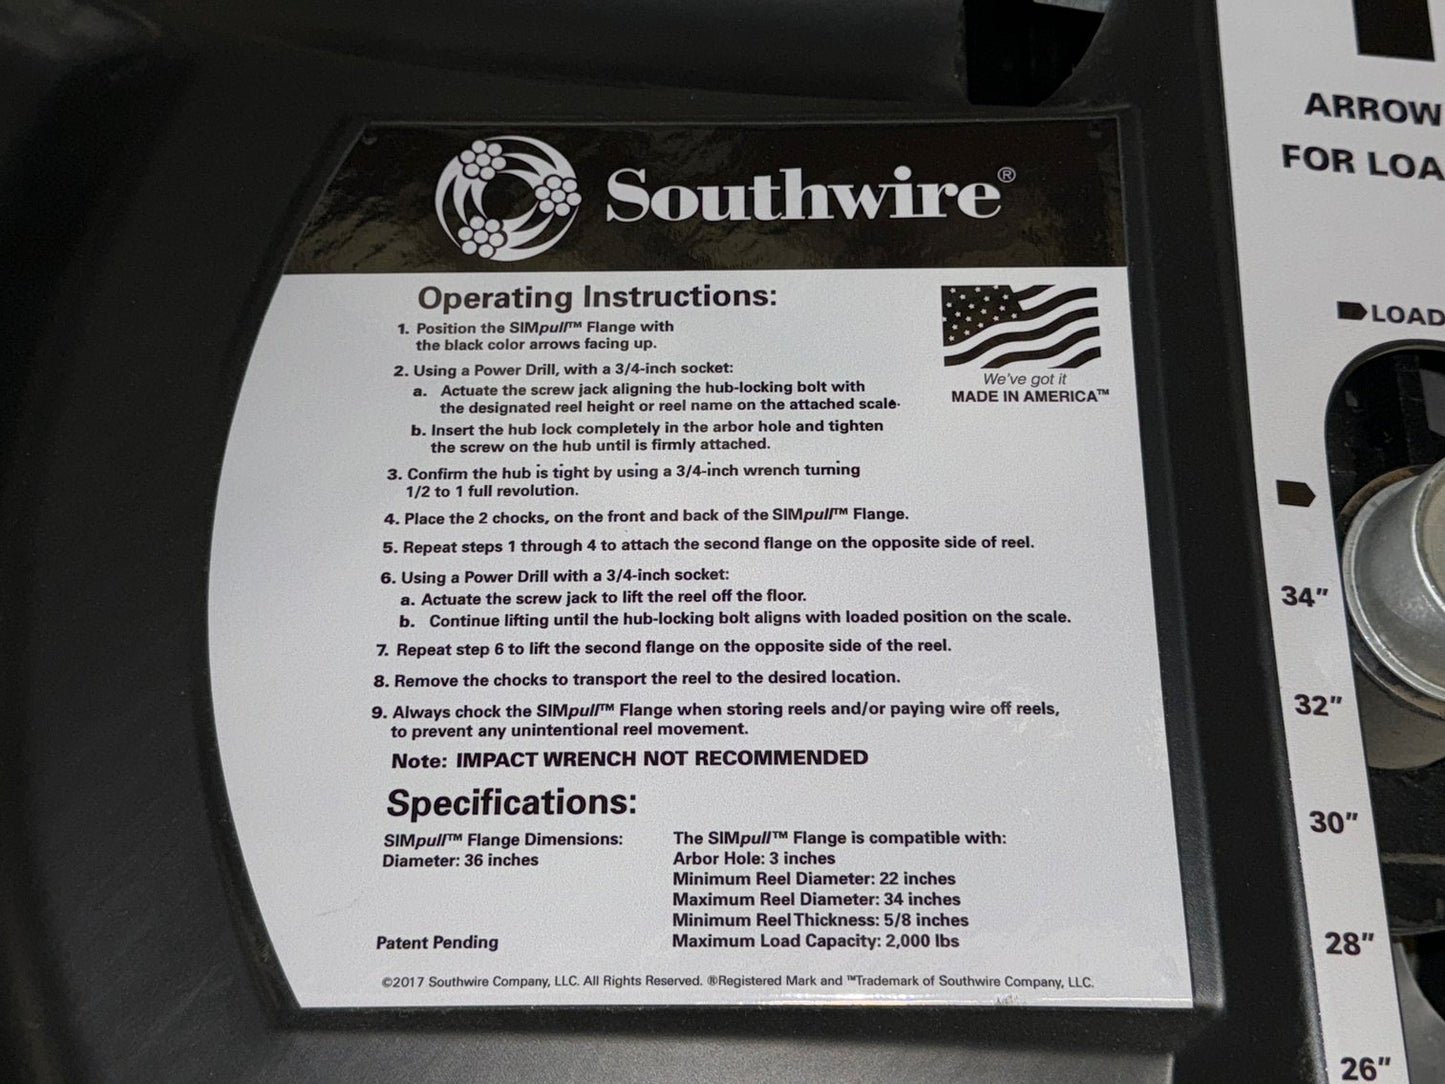 Southwire®
Operating Instructions:
1. Position the SIMpull™ Flange with
the black color arrows facing up.
2. Using a Power Drill, with a 3/4-inch socket:
a. Actuate the screw jack aligning the hub-locking bolt with
the designated reel height or reel name on the attached scale.
b. Insert the hub lock completely in the arbor hole and tighten
the screw on the hub until is firmly attached.
3. Confirm the hub is tight by using a 3/4-inch wrench turning
1/2 to 1 full revolution.
4. Place the 2 chocks, on the front and back of the SIMpull™ Flange.
5. Repeat steps 1 through 4 to attach the second flange on the opposite side of reel.
6. Using a Power Drill with a 3/4-inch socket:
a. Actuate the screw jack to lift the reel off the floor.
b. Continue lifting until the hub-locking bolt aligns with loaded position on the scale.
7. Repeat step 6 to lift the second flange on the opposite side of the reel.
8. Remove the chocks to transport the reel to the desired location.
9. Always chock the SIMpull™ Flange when storing reels and/or paying wire off reels,
to prevent any unintentional reel movement.
Note: IMPACT WRENCH NOT RECOMMENDED
We've got it
MADE IN AMERICA™
Specifications:
SIMpull™ Flange Dimensions:
Diameter: 36 inches
The SIMpull™ Flange is compatible with:
Arbor Hole: 3 inches
Minimum Reel Diameter: 22 inches
Maximum Reel Diameter: 34 inches
Minimum Reel Thickness: 5/8 inches
Maximum Load Capacity: 2,000 lbs
Patent Pending
©2017 Southwire Company, LLC. All Rights Reserved. ®Registered Mark and ™Trademark of Southwire Company, LLC.
ARROW
FOR LOA
LOAD
34"
32"
30"
28"
26"